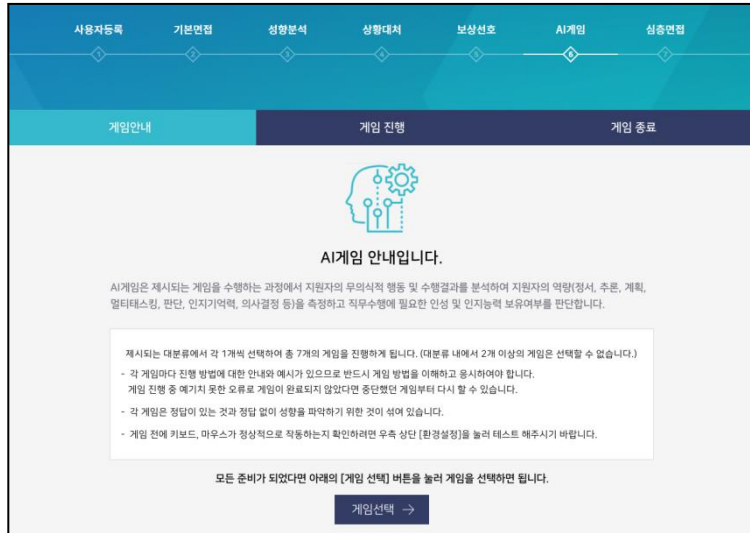 사용자등록 기본면접 성향분석 상황대처 보상선호 AI게임 심층면접
1 2 3 4 5 6 7
게임안내 게임 진행 게임 종료
AI게임 안내입니다.
AI게임은 제시되는 게임을 수행하는 과정에서 지원자의 무의식적 행동 및 수행결과를 분석하여 지원자의 역량(정서, 추론, 계획,
멀티태스킹, 판단, 인지기억력, 의사결정 등)을 측정하고 직무수행에 필요한 인성 및 인지능력 보유여부를 판단합니다.
제시되는 대분류에서 각 1개씩 선택하여 총 7개의 게임을 진행하게 됩니다. (대분류 내에서 2개 이상의 게임은 선택할 수 없습니다.)
- 각 게임마다 진행 방법에 대한 안내와 예시가 있으므로 반드시 게임 방법을 이해하고 응시하여야 합니다.
게임 진행 중 예기치 못한 오류로 게임이 완료되지 않았다면 중단했던 게임부터 다시 할 수 있습니다.
- 각 게임은 정답이 있는 것과 정답 없이 성향을 파악하기 위한 것이 섞여 있습니다.
- 게임 전에 키보드, 마우스가 정상적으로 작동하는지 확인하려면 우측 상단 [환경설정]을 눌러 테스트 해주시기 바랍니다.
모든 준비가 되었다면 아래의 [게임 선택] 버튼을 눌러 게임을 선택하면 됩니다.
게임선택 →